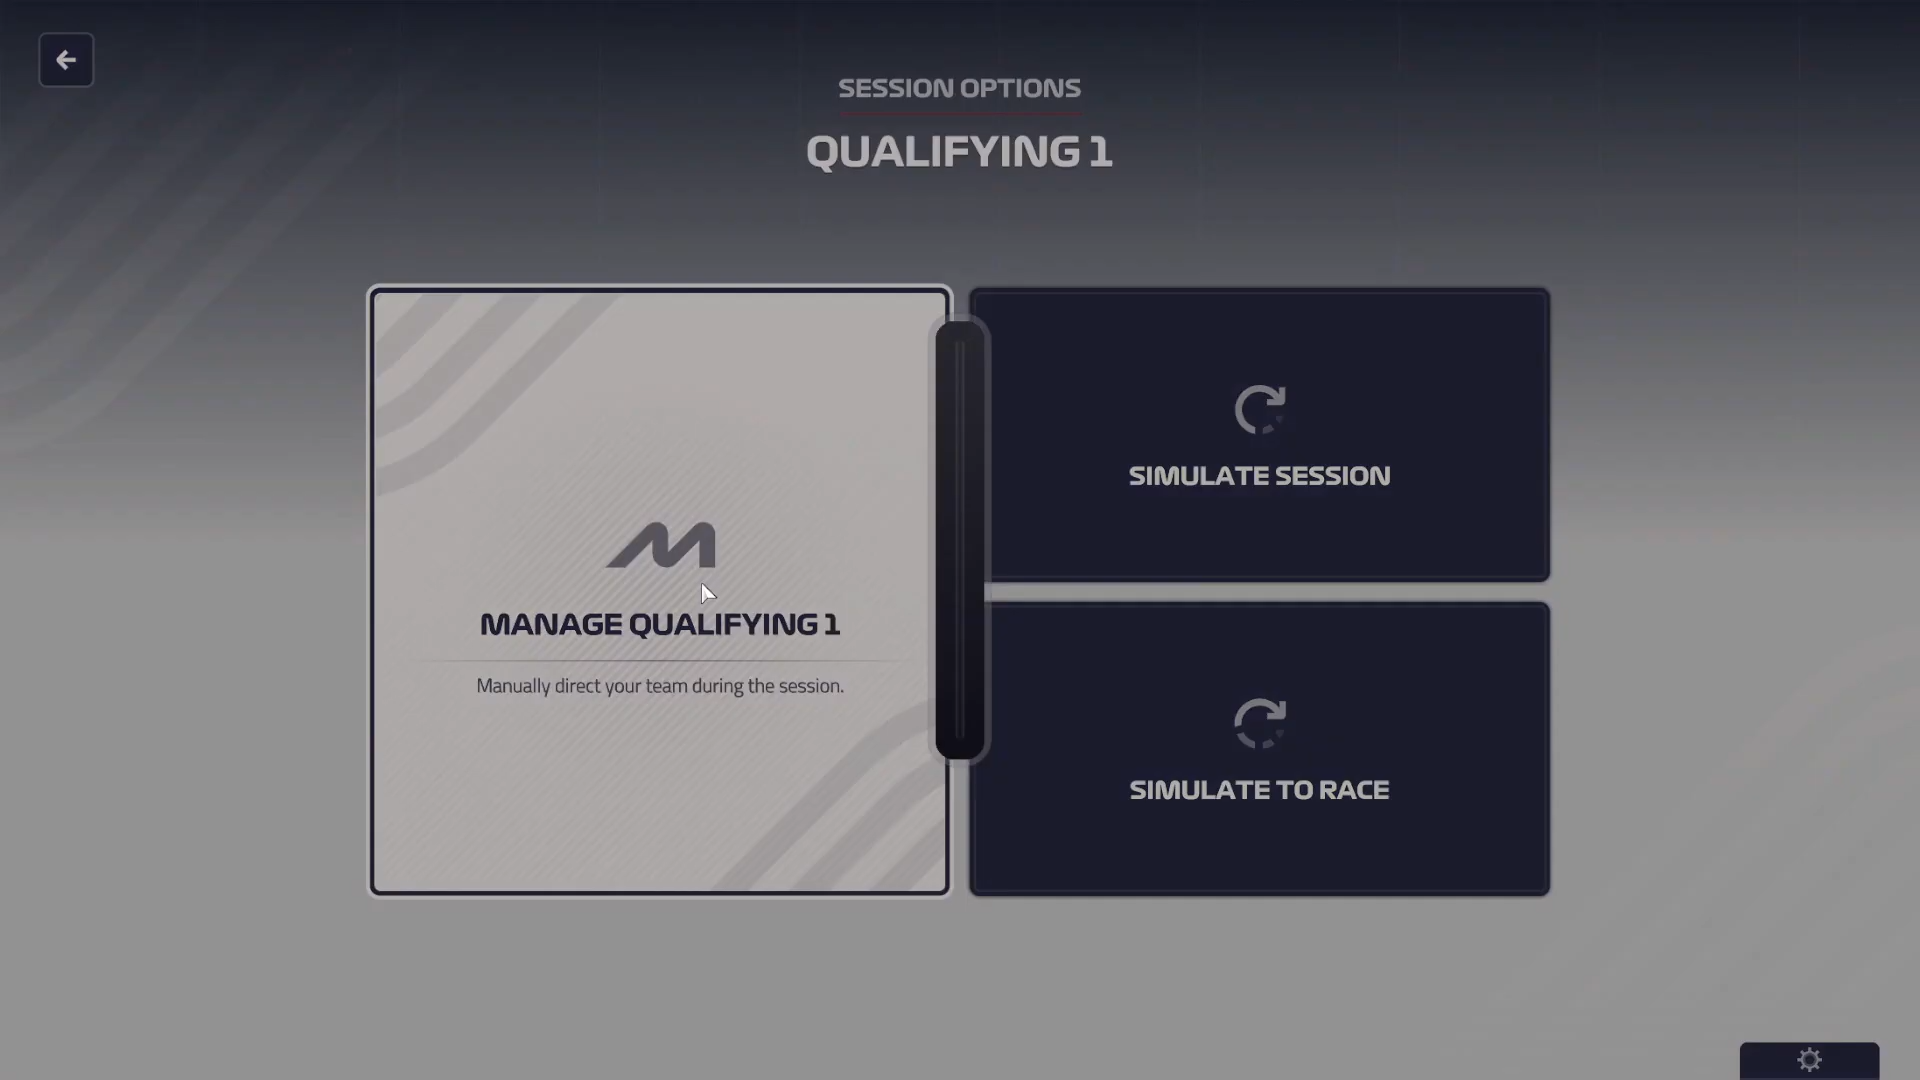 SESSION OPTIONS
QUALIFYING 1
MANAGE QUALIFYING 1
Manually direct your team during the session.
SIMULATE SESSION
SIMULATE TO RACE